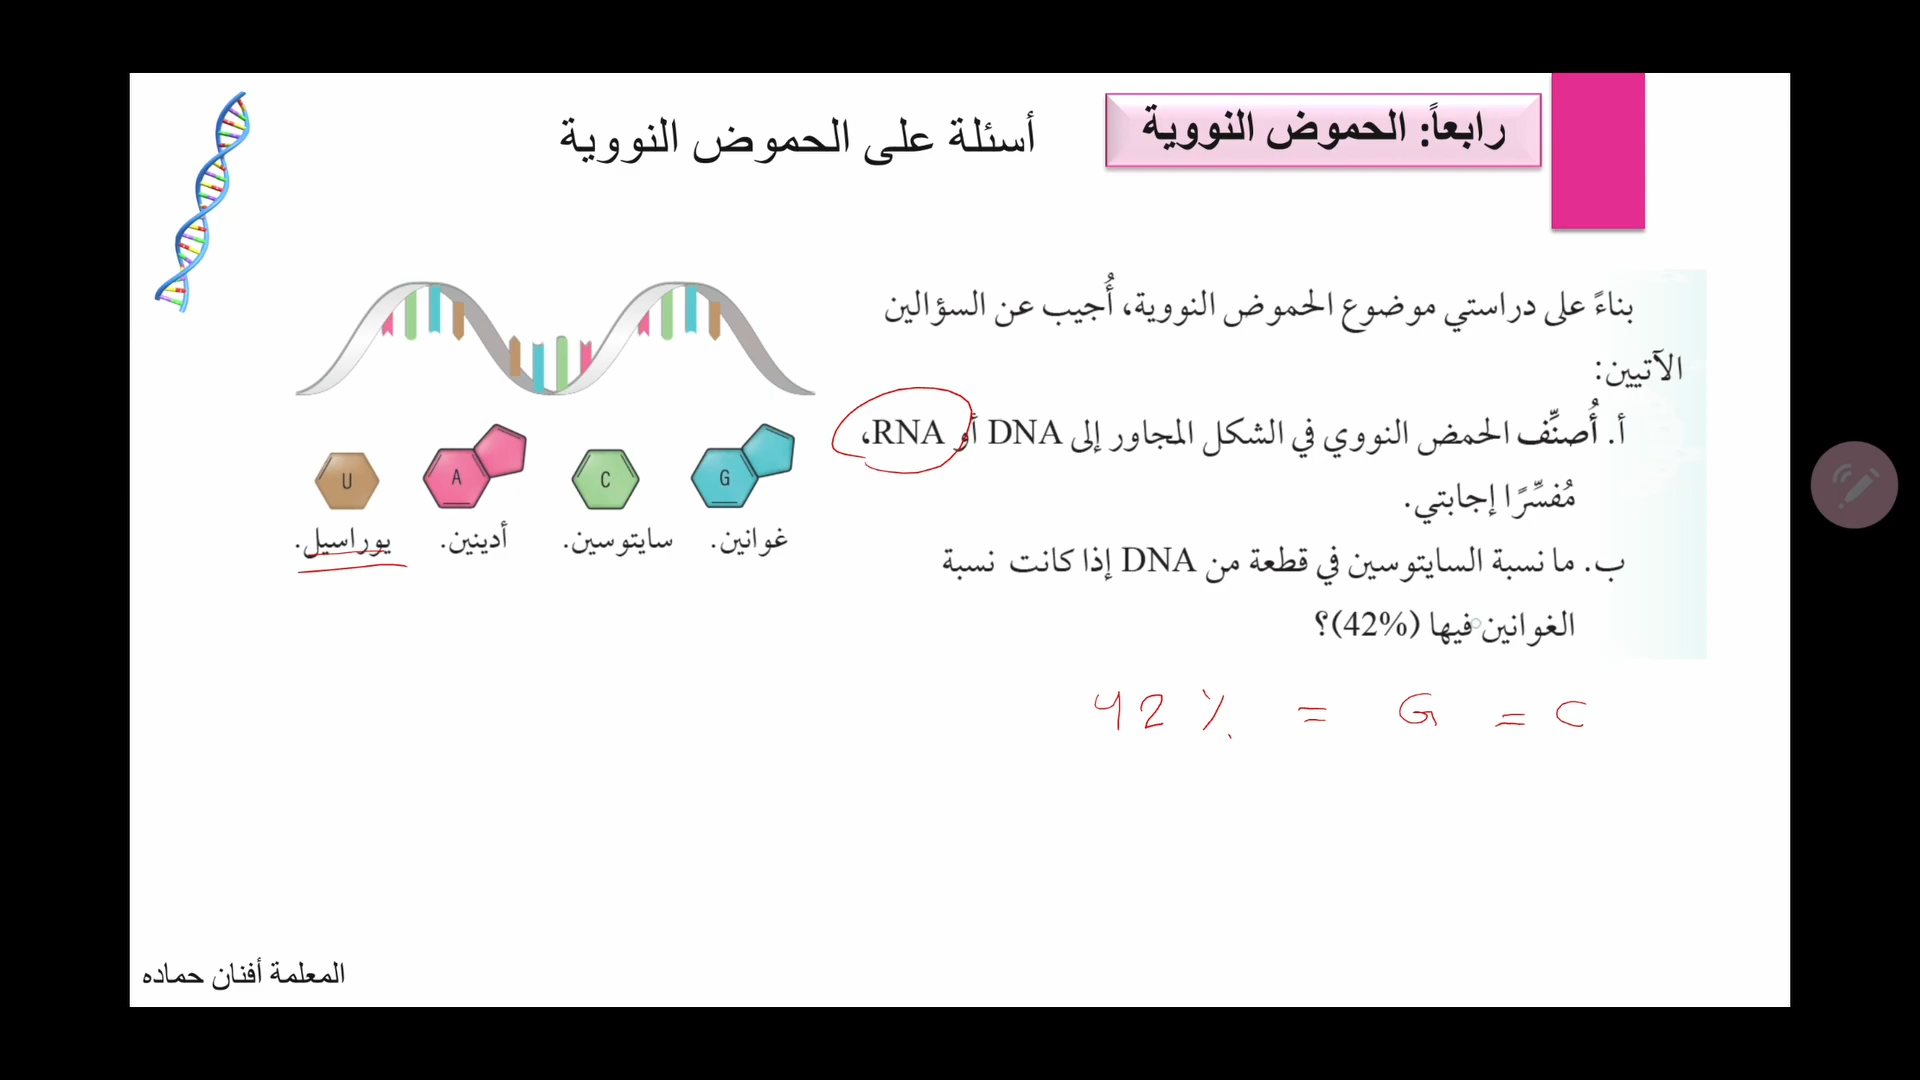 رابعاً: الحموض النووية
أسئلة على الحموض النووية
بناءً على دراستي موضوع الحموض النووية، أُجيب عن السؤالين
الآتيين:
أ. أُصنِّف الحمض النووي في الشكل المجاور إلى DNA أو RNA،
مُفسِّرًا إجابتي.
ب. ما نسبة السايتوسين في قطعة من DNA إذا كانت نسبة
الغوانين فيها (42%)؟
U A C G
يوراسيل. أدينين. سايتوسين. غوانين.
42 % = G = C
المعلمة أفنان حماده